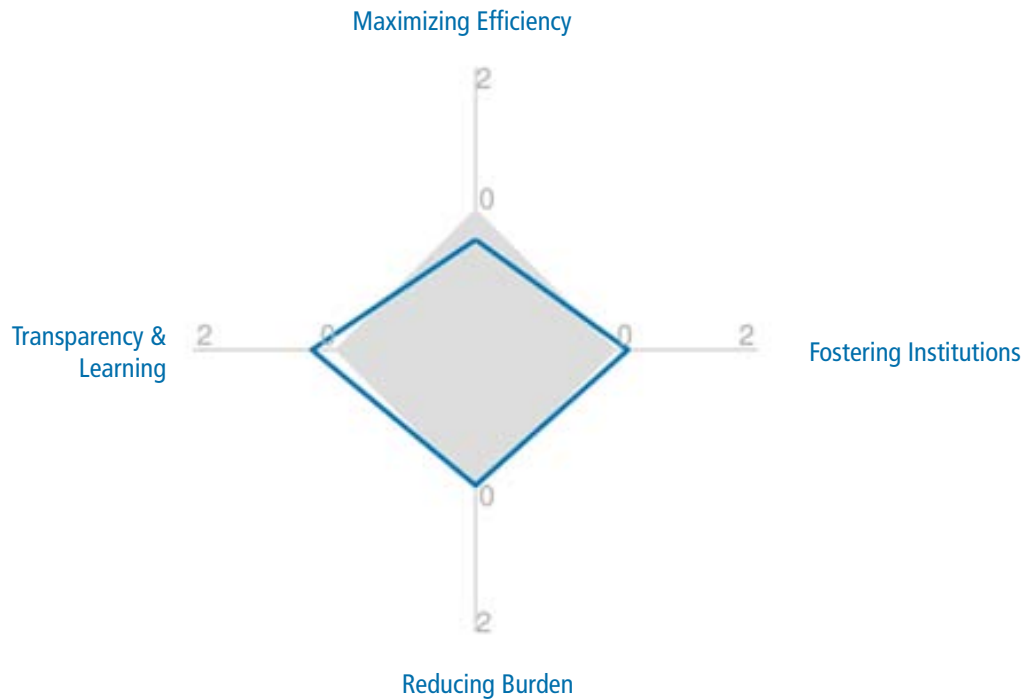 Maximizing Efficiency
2
0
Transparency &
Learning
2
0
0
2
Fostering Institutions
0
2
Reducing Burden